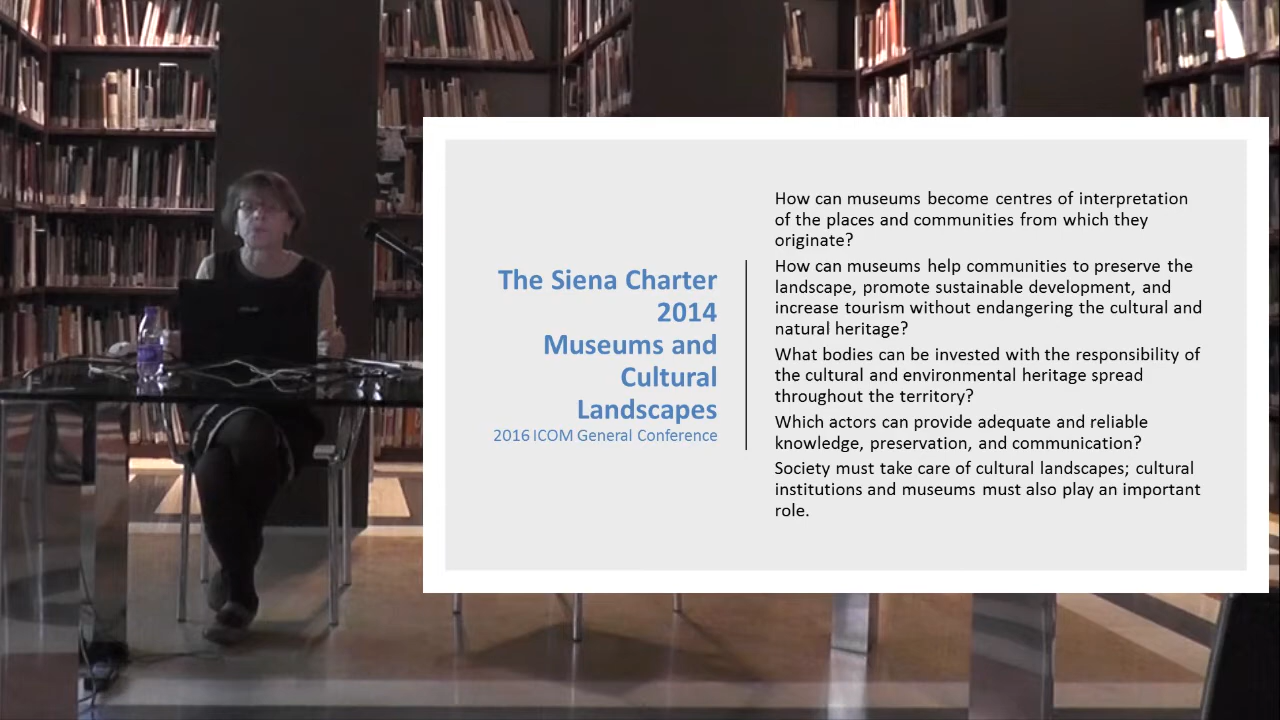 The Siena Charter
2014
Museums and
Cultural
Landscapes
2016 ICOM General Conference
How can museums become centres of interpretation
of the places and communities from which they
originate?
How can museums help communities to preserve the
landscape, promote sustainable development, and
increase tourism without endangering the cultural and
natural heritage?
What bodies can be invested with the responsibility of
the cultural and environmental heritage spread
throughout the territory?
Which actors can provide adequate and reliable
knowledge, preservation, and communication?
Society must take care of cultural landscapes; cultural
institutions and museums must also play an important
role.